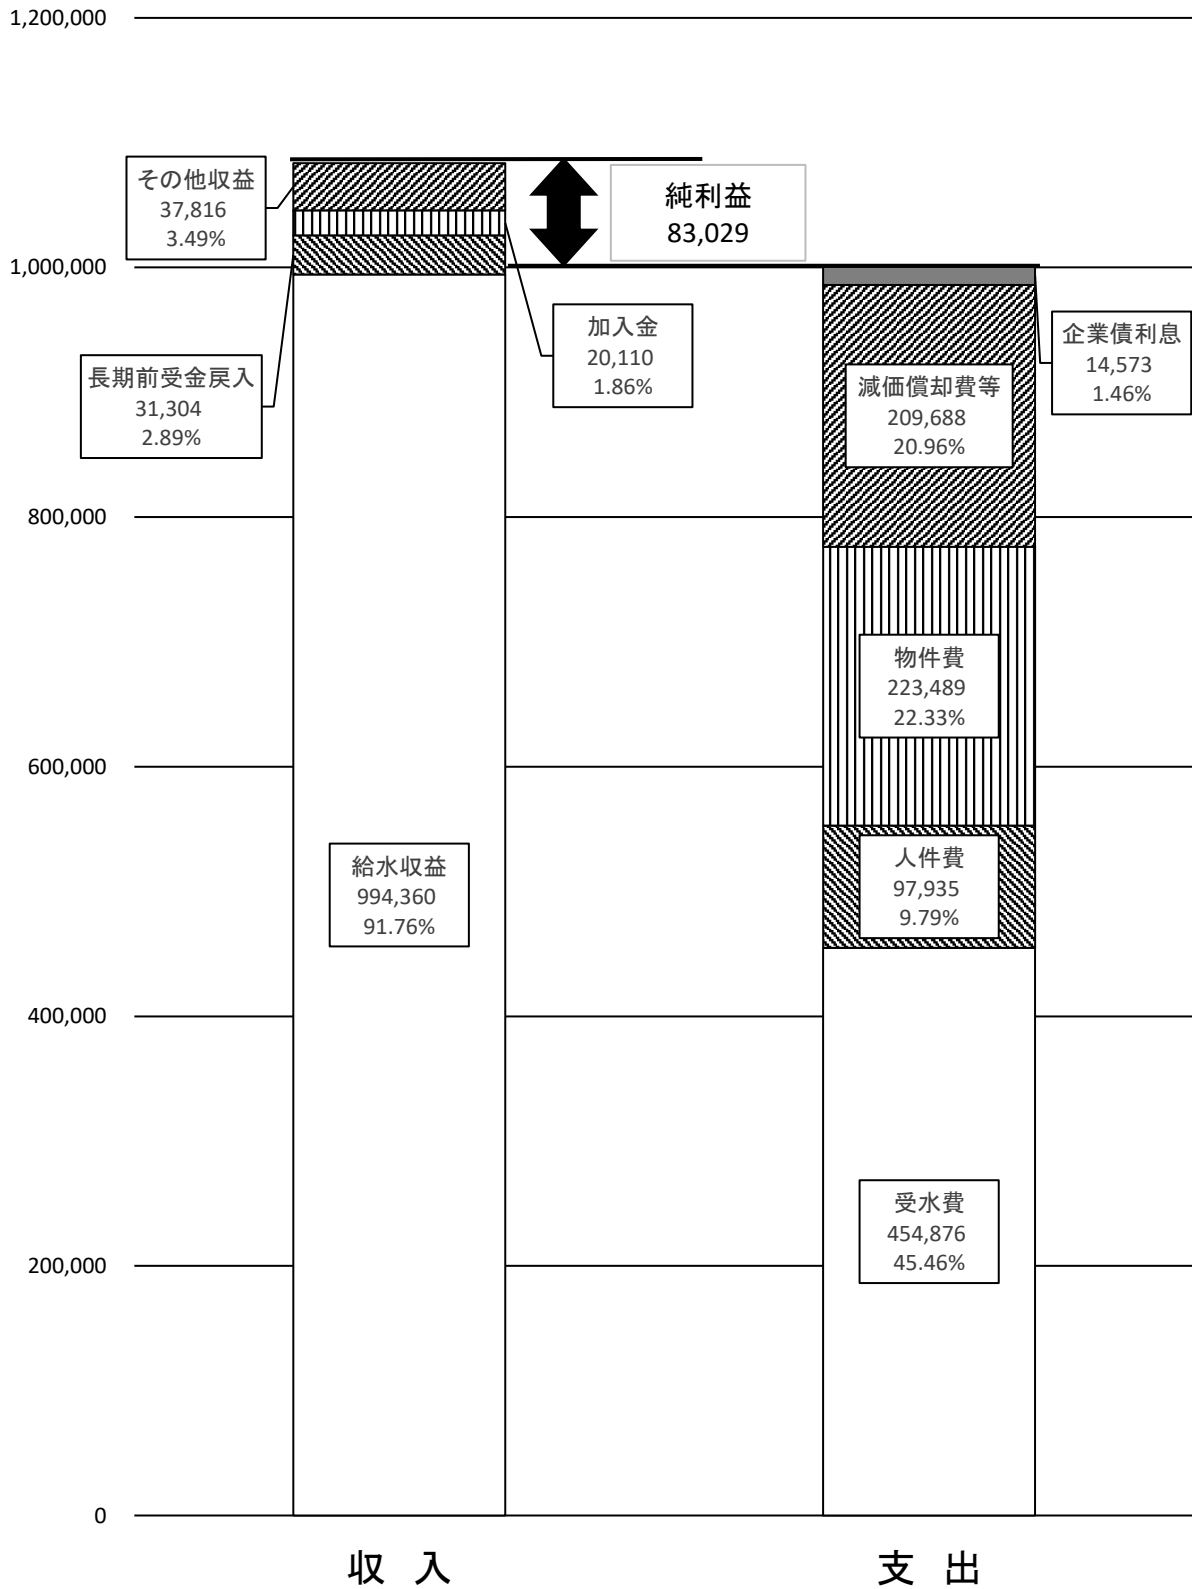 1,200,000
その他収益
37,816
3.49%
純利益
83,029
1,000,000
加入金
20,110
1.86%
企業債利息
14,573
1.46%
長期前受金戻入
31,304
2.89%
減価償却費等
209,688
20.96%
800,000
物件費
223,489
22.33%
600,000
給水収益
994,360
91.76%
人件費
97,935
9.79%
400,000
受水費
454,876
45.46%
200,000
0
収 入
支 出